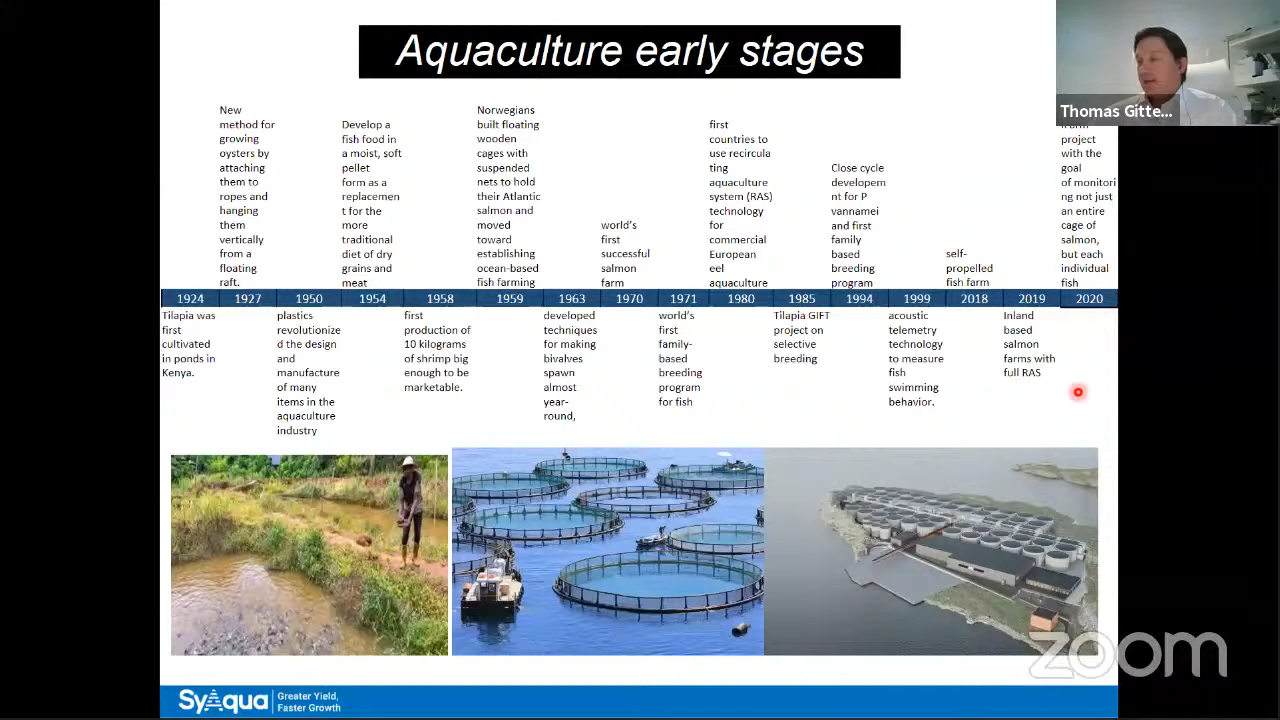 Aquaculture early stages
Thomas Gitte...
New
method for
growing
oysters by
attaching
them to
ropes and
hanging
them
vertically
from a
floating
raft.
Develop a
fish food in
a moist, soft
pellet
form as a
replacemen
t for the
more
traditional
diet of dry
grains and
meat
Norwegians
built floating
wooden
cages with
suspended
nets to hold
their Atlantic
salmon and
moved
toward
establishing
ocean-based
fish farming
world's
first
successful
salmon
farm
first
countries to
use recircula
ting
aquaculture
system (RAS)
technology
for
commercial
European
eel
aquaculture
Close cycle
developem
nt for P
vannamei
and first
family
based
breeding
program
self-
propelled
fish farm
project
with the
goal
of monitori
ng not just
an entire
cage of
salmon,
but each
individual
fish
1924 1927 1950 1954 1958 1959 1963 1970 1971 1980 1985 1994 1999 2018 2019 2020
Tilapia was
first
cultivated
in ponds in
Kenya.
plastics
revolutionize
d the design
and
manufacture
of many
items in the
aquaculture
industry
first
production of
10 kilograms
of shrimp big
enough to be
marketable.
developed
techniques
for making
bivalves
spawn
almost
year-
round,
world's
first
family-
based
breeding
program
for fish
Tilapia GIFT
project on
selective
breeding
acoustic
telemetry
technology
to measure
fish
swimming
behavior.
Inland
based
salmon
farms with
full RAS
zoom
SyAqua
Greater Yield,
Faster Growth